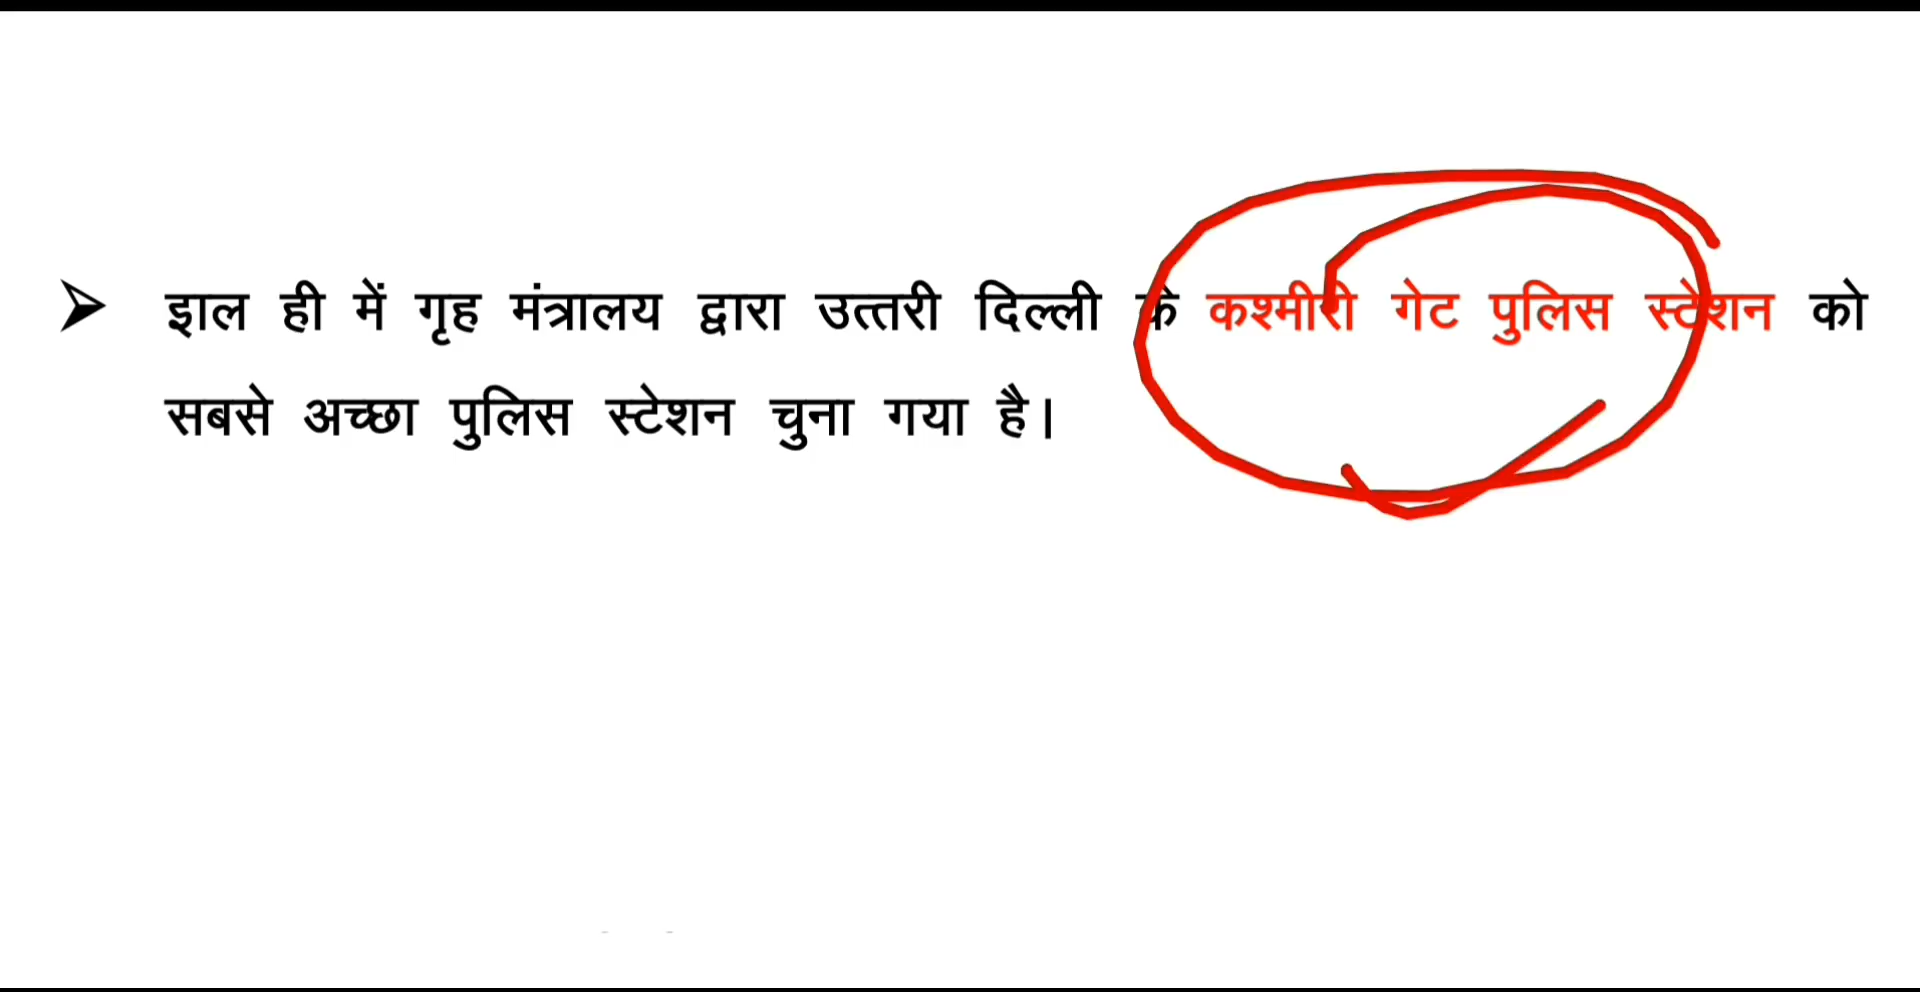 ➢ हाल ही में गृह मंत्रालय द्वारा उत्तरी दिल्ली के कश्मीरी गेट पुलिस स्टेशन को
सबसे अच्छा पुलिस स्टेशन चुना गया है।